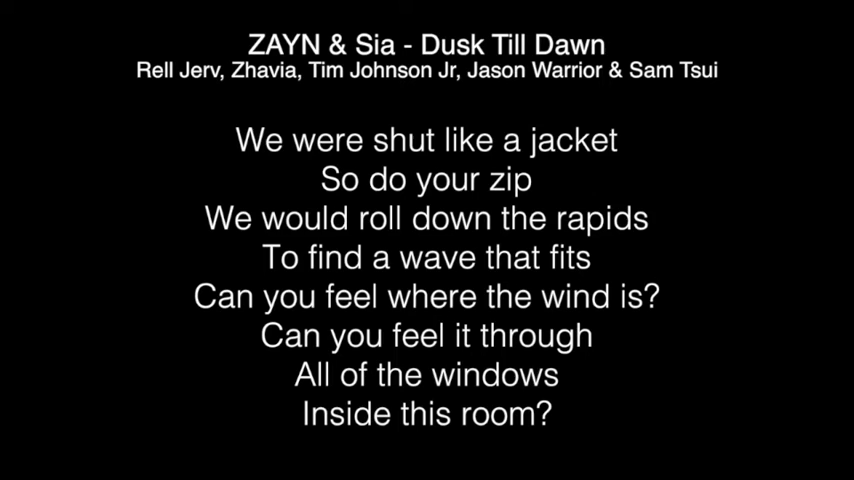 ZAYN & Sia - Dusk Till Dawn
Rell Jerv, Zhavia, Tim Johnson Jr, Jason Warrior & Sam Tsui
We were shut like a jacket
So do your zip
We would roll down the rapids
To find a wave that fits
Can you feel where the wind is?
Can you feel it through
All of the windows
Inside this room?